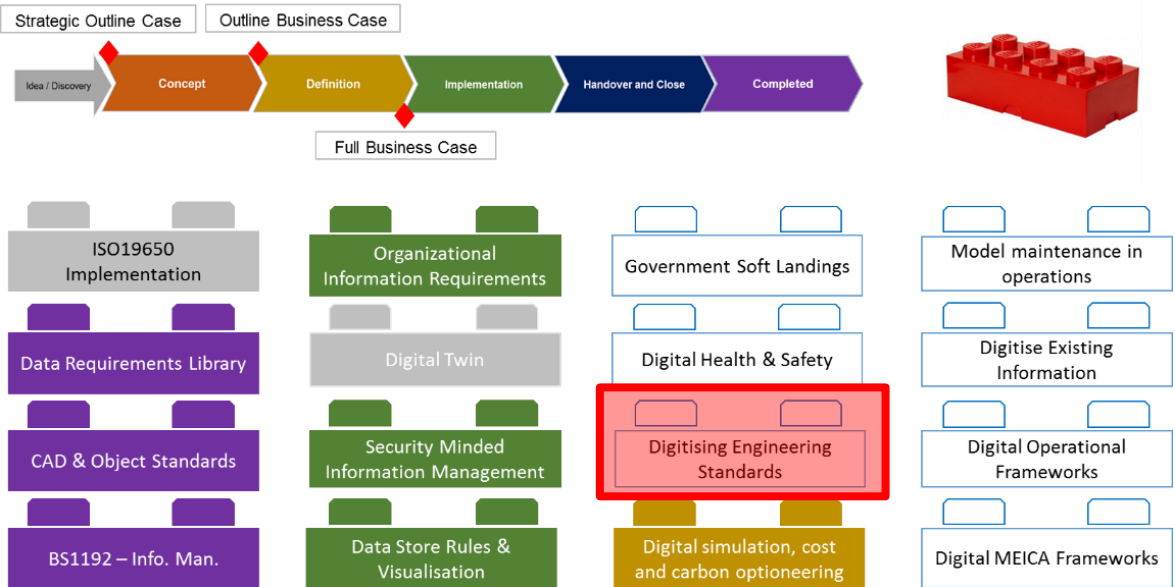 Strategic Outline Case
Outline Business Case
Idea / Discovery
Concept
Definition
Implementation
Handover and Close
Completed
Full Business Case
ISO19650
Implementation
Organizational
Information Requirements
Government Soft Landings
Model maintenance in
operations
Data Requirements Library
Digital Twin
Digital Health & Safety
Digitise Existing
Information
CAD & Object Standards
Security Minded
Information Management
Digitising Engineering
Standards
Digital Operational
Frameworks
BS1192 – Info. Man.
Data Store Rules &
Visualisation
Digital simulation, cost
and carbon optioneering
Digital MEICA Frameworks